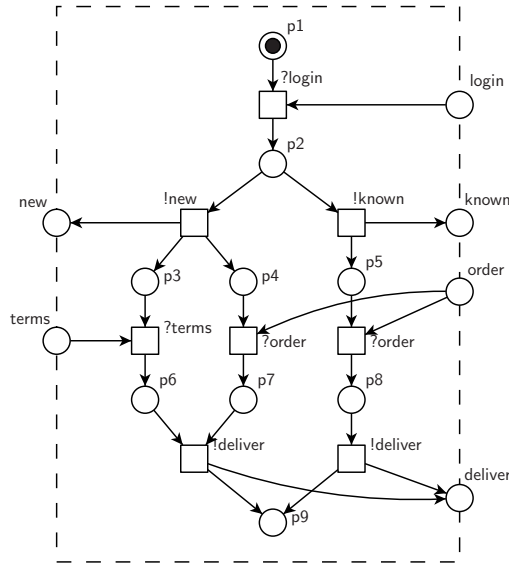 p1
?login
login
p2
new
!new
!known
known
p3
p4
p5
order
terms
?terms
?order
?order
p6
p7
p8
!deliver
!deliver
deliver
p9